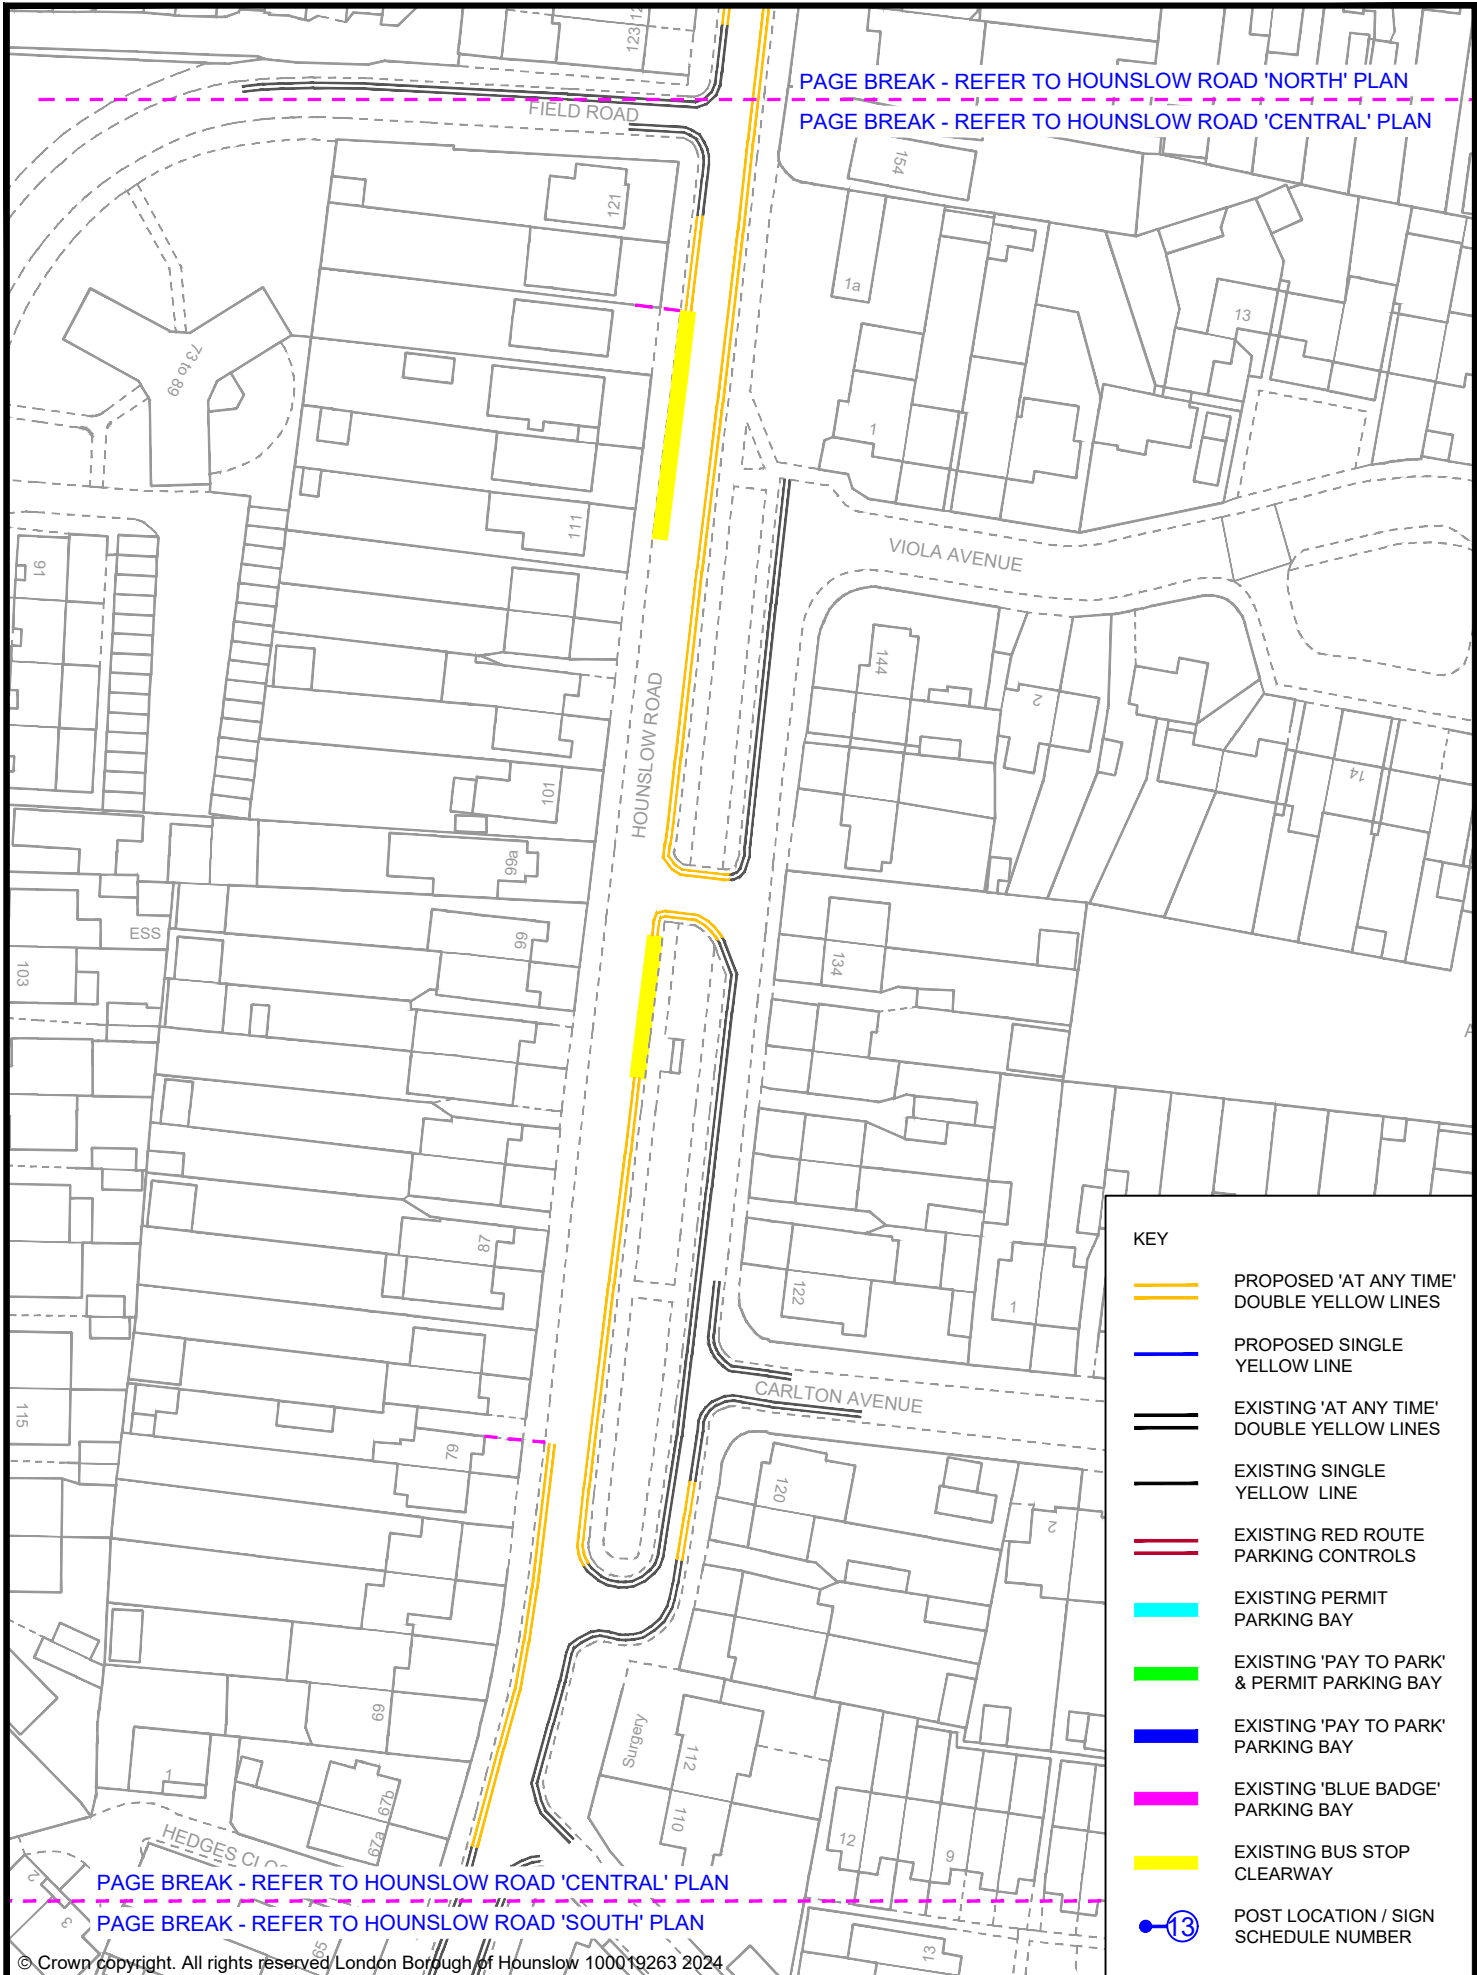 123
PAGE BREAK - REFER TO HOUNSLOW ROAD 'NORTH' PLAN
FIELD ROAD
PAGE BREAK - REFER TO HOUNSLOW ROAD 'CENTRAL' PLAN
154
121
1a
13
73 to 89
1
111
VIOLA AVENUE
91
144
2
HOUNSLOW ROAD
14
101
99a
ESS
99
103
134
87
122
1
CARLTON AVENUE
115
79
120
2
69
Surgery
112
1
67b
110
67a
12
9
HEDGES CLO
2
3
65
13
PAGE BREAK - REFER TO HOUNSLOW ROAD 'CENTRAL' PLAN
PAGE BREAK - REFER TO HOUNSLOW ROAD 'SOUTH' PLAN
© Crown copyright. All rights reserved London Borough of Hounslow 100019263 2024
KEY
PROPOSED 'AT ANY TIME'
DOUBLE YELLOW LINES
PROPOSED SINGLE
YELLOW LINE
EXISTING 'AT ANY TIME'
DOUBLE YELLOW LINES
EXISTING SINGLE
YELLOW LINE
EXISTING RED ROUTE
PARKING CONTROLS
EXISTING PERMIT
PARKING BAY
EXISTING 'PAY TO PARK'
& PERMIT PARKING BAY
EXISTING 'PAY TO PARK'
PARKING BAY
EXISTING 'BLUE BADGE'
PARKING BAY
EXISTING BUS STOP
CLEARWAY
13
POST LOCATION / SIGN
SCHEDULE NUMBER